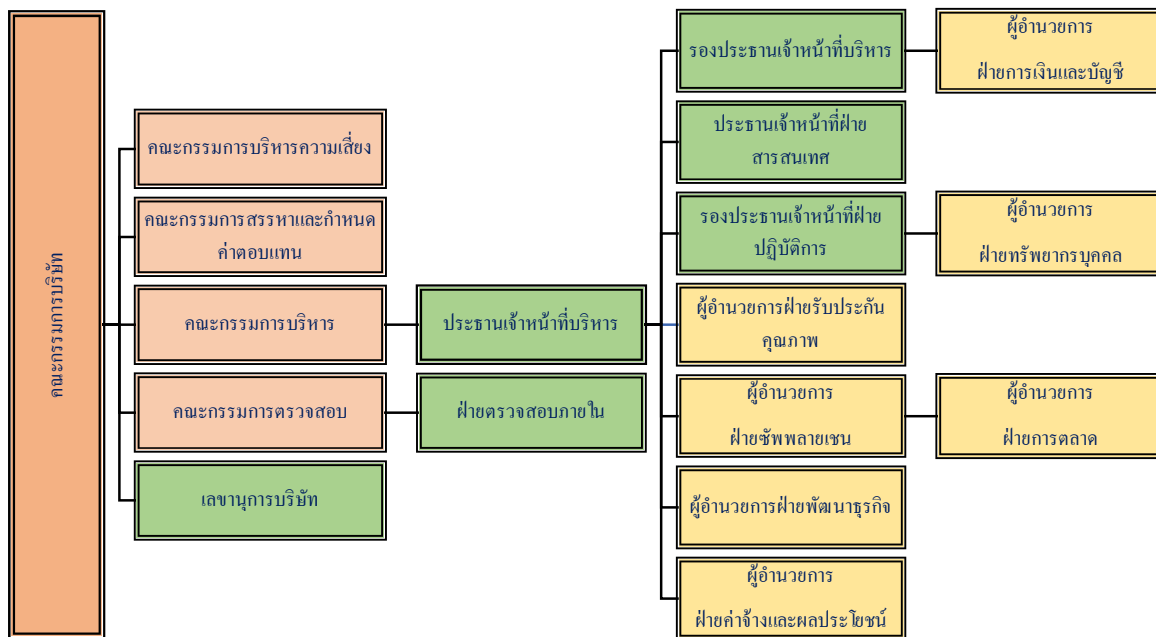 คณะกรรมการบริษัท
คณะกรรมการบริหารความเสี่ยง
คณะกรรมการสรรหาและกำหนด
ค่าตอบแทน
คณะกรรมการบริหาร
คณะกรรมการตรวจสอบ
เลขานุการบริษัท
ประธานเจ้าหน้าที่บริหาร
ฝ่ายตรวจสอบภายใน
รองประธานเจ้าหน้าที่บริหาร
ประธานเจ้าหน้าที่ฝ่าย
สารสนเทศ
รองประธานเจ้าหน้าที่ฝ่าย
ปฏิบัติการ
ผู้อำนวยการฝ่ายรับประกัน
คุณภาพ
ผู้อำนวยการ
ฝ่ายซัพพลายเชน
ผู้อำนวยการฝ่ายพัฒนาธุรกิจ
ผู้อำนวยการ
ฝ่ายค่าจ้างและผลประโยชน์
ผู้อำนวยการ
ฝ่ายการเงินและบัญชี
ผู้อำนวยการ
ฝ่ายทรัพยากรบุคคล
ผู้อำนวยการ
ฝ่ายการตลาด